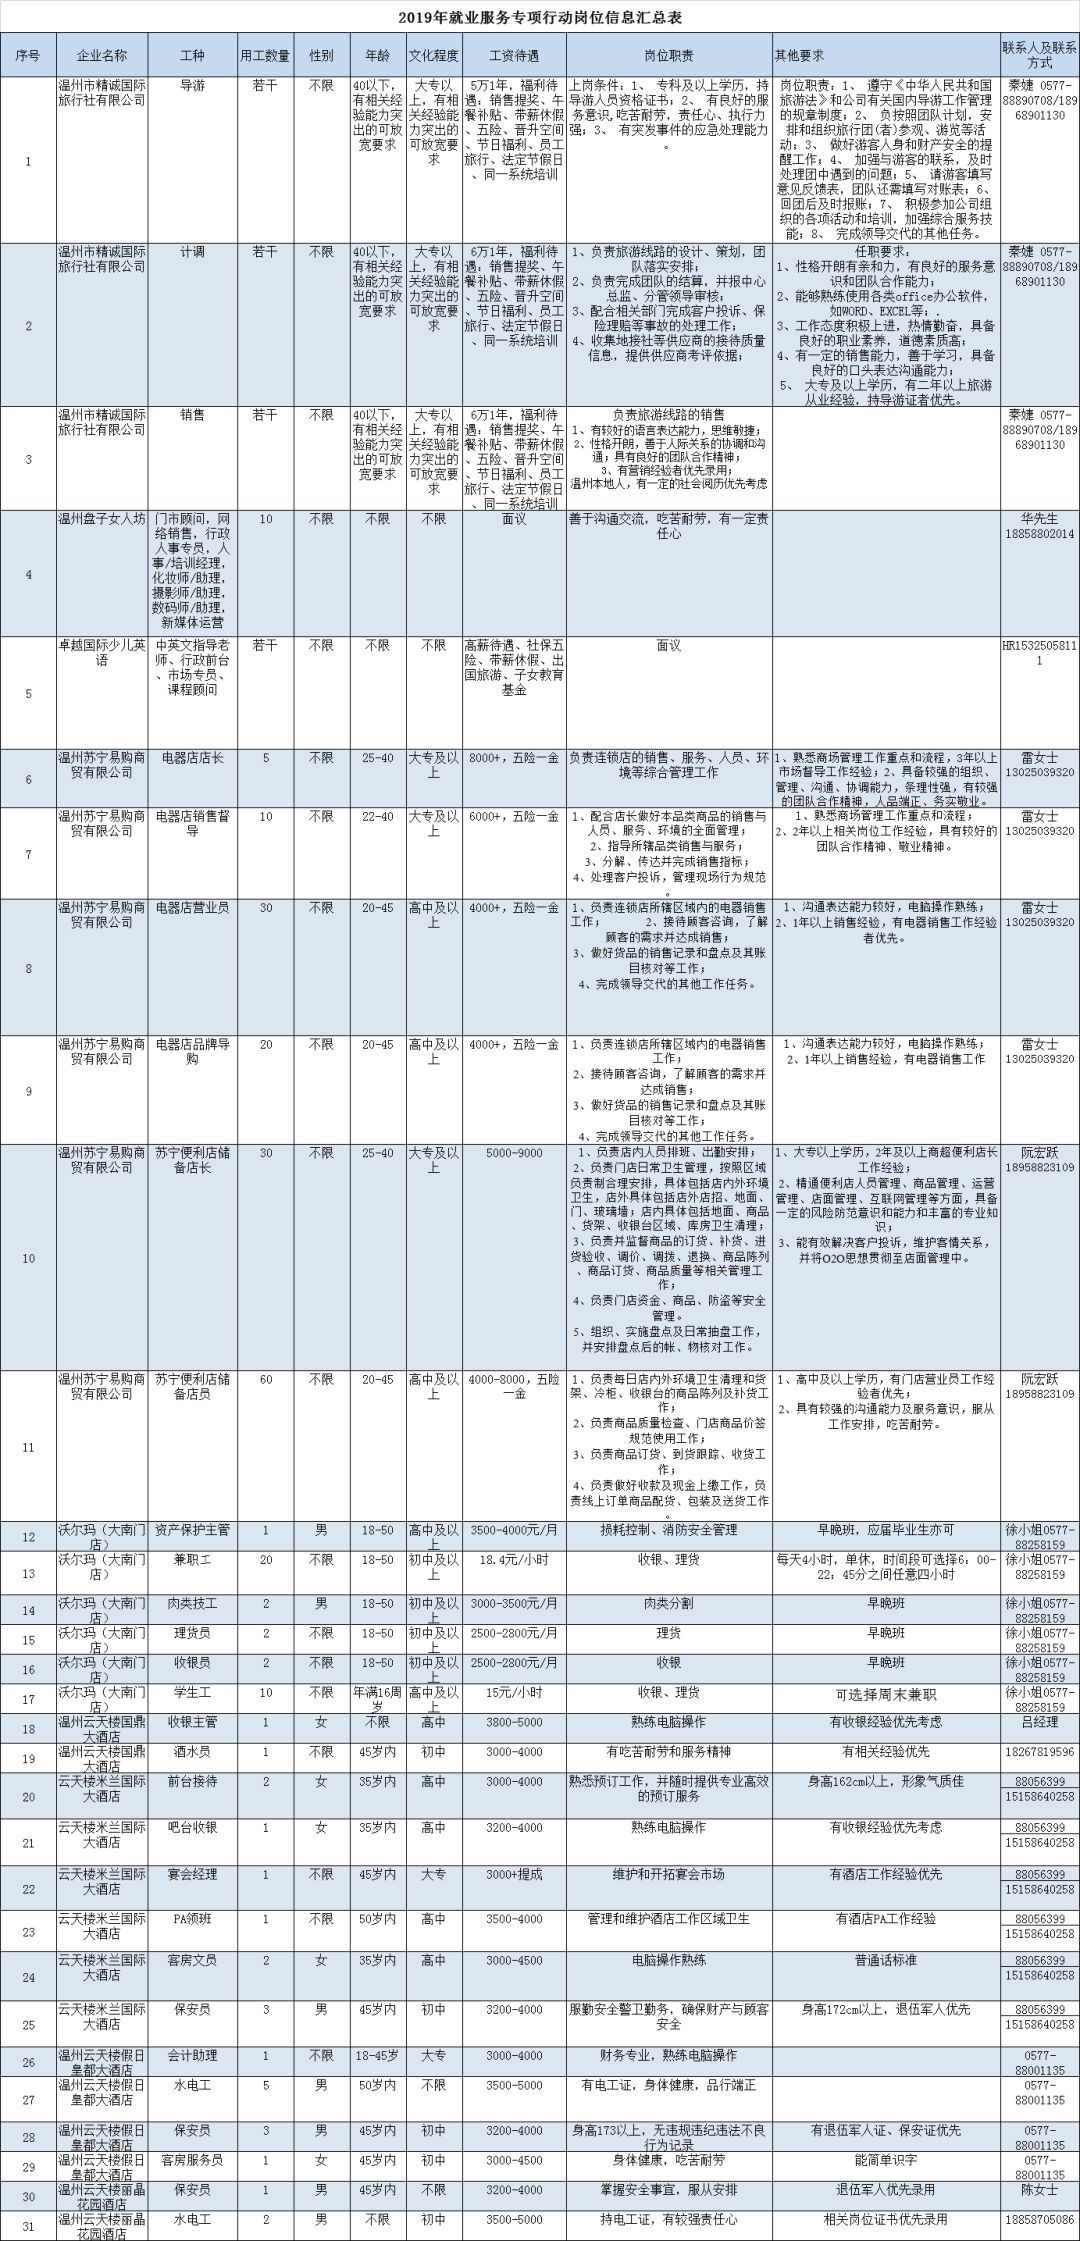 2019年就业服务专项行动岗位信息汇总表
序号 企业名称 工种 用工数量 性别 年龄 文化程度 工资待遇 岗位职责 其他要求 联系人及联系方式
1 温州市精诚国际旅行社有限公司 导游 若干 不限 40以下，有相关经验能力突出的可放宽要求 大专以上，有相关经验能力突出的可放宽要求 5万1年，福利待遇：销售提奖、午餐补贴、带薪休假、五险、晋升空间、节日福利、员工旅行、法定节假日、同一系统培训 上岗条件：1、 专科及以上学历，持导游人员资格证书；2、 有良好的服务意识,吃苦耐劳，责任心、执行力强；3、 有突发事件的应急处理能力。 岗位职责：1、 遵守《中华人民共和国旅游法》和公司有关国内导游工作管理的规章制度；2、 负按照团队计划，安排和组织旅行团(者)参观、游览等活动；3、 做好游客人身和财产安全的提醒工作；4、 加强与游客的联系，及时处理团中遇到的问题；5、 请游客填写意见反馈表，团队还需填写对账表；6、 回团后及时报账；7、 积极参加公司组织的各项活动和培训，加强综合服务技能；8、 完成领导交代的其他任务。 秦婕 0577-88890708/18968901130
2 温州市精诚国际旅行社有限公司 计调 若干 不限 40以下，有相关经验能力突出的可放宽要求 大专以上，有相关经验能力突出的可放宽要求 6万1年，福利待遇：销售提奖、午餐补贴、带薪休假、五险、晋升空间、节日福利、员工旅行、法定节假日、同一系统培训 1、负责旅游线路的设计、策划，团队落实安排；2、负责完成团队的结算，并报中心总监、分管领导审核；3、配合相关部门完成客户投诉、保险理赔等事故的处理工作；4、收集地接社等供应商的接待质量信息，提供供应商考评依据； 任职要求：1、性格开朗有亲和力，有良好的服务意识和团队合作能力；2、能够熟练使用各类office办公软件，如WORD、EXCEL等；.3、工作态度积极上进，热情勤奋，具备良好的职业素养，道德素质高；4、有一定的销售能力，善于学习，具备良好的口头表达沟通能力；5、 大专及以上学历，有二年以上旅游从业经验，持导游证者优先。 秦婕 0577-88890708/18968901130
3 温州市精诚国际旅行社有限公司 销售 若干 不限 40以下，有相关经验能力突出的可放宽要求 大专以上，有相关经验能力突出的可放宽要求 6万1年，福利待遇：销售提奖、午餐补贴、带薪休假、五险、晋升空间、节日福利、员工旅行、法定节假日、同一系统培训 负责旅游线路的销售 1、有较好的语言表达能力，思维敏捷；2、性格开朗，善于人际关系的协调和沟通；具有良好的团队合作精神；3、有营销经验者优先录用；温州本地人，有一定的社会阅历优先考虑 秦婕 0577-88890708/18968901130
4 温州盘子女人坊 门市顾问，网络销售，行政人事专员，人事/培训经理，化妆师/助理，摄影师/助理，数码师/助理，新媒体运营 10 不限 不限 不限 面议 善于沟通交流，吃苦耐劳，有一定责任心 华先生 18858802014
5 卓越国际少儿英语 中英文指导老师、行政前台、市场专员、课程顾问 若干 不限 不限 不限 高薪待遇、社保五险、带薪休假、出国旅游、子女教育基金 面议 HR15325058111
6 温州苏宁易购商贸有限公司 电器店店长 5 不限 25-40 大专及以上 8000+，五险一金 负责连锁店的销售、服务、人员、环境等综合管理工作 1、熟悉商场管理工作重点和流程，3年以上市场督导工作经验；2、具备较强的组织、管理、沟通、协调能力，条理性强，有较强的团队合作精神，人品端正、务实敬业。 雷女士 13025039320
7 温州苏宁易购商贸有限公司 电器店销售督导 10 不限 22-40 大专及以上 6000+，五险一金 1、配合店长做好本品类商品的销售与人员、服务、环境的全面管理；2、指导所辖品类销售与服务；3、分解、传达并完成销售指标；4、处理客户投诉，管理现场行为规范。 1、熟悉商场管理工作重点和流程；2、2年以上相关岗位工作经验，具有较好的团队合作精神、敬业精神。 雷女士 13025039320
8 温州苏宁易购商贸有限公司 电器店营业员 30 不限 20-45 高中及以上 4000+，五险一金 1、负责连锁店所辖区域内的电器销售工作； 2、接待顾客咨询，了解顾客的需求并达成销售；3、做好货品的销售记录和盘点及其账目核对等工作；4、完成领导交代的其他工作任务。 1、沟通表达能力较好，电脑操作熟练；2、1年以上销售经验，有电器销售工作经验者优先。 雷女士 13025039320
9 温州苏宁易购商贸有限公司 电器店品牌导购 20 不限 20-45 高中及以上 4000+，五险一金 1、负责连锁店所辖区域内的电器销售工作；2、接待顾客咨询，了解顾客的需求并达成销售；3、做好货品的销售记录和盘点及其账目核对等工作；4、完成领导交代的其他工作任务。 1、沟通表达能力较好，电脑操作熟练；2、1年以上销售经验，有电器销售工作 雷女士 13025039320
10 温州苏宁易购商贸有限公司 苏宁便利店储备店长 30 不限 25-40 大专及以上 5000-9000 1、负责店内人员排班、出勤安排；2、负责门店日常卫生管理，按照区域负责制合理安排，具体包括店内外环境卫生，店外具体包括店外店招、地面、门、玻璃墙；店内具体包括地面、商品、货架、收银台区域、库房卫生清理；3、负责并监督商品的订货、补货、进货验收、调价、调拨、退换、商品陈列、商品订货、商品质量等相关管理工作；4、负责门店资金、商品、防盗等安全管理。5、组织、实施盘点及日常抽盘工作，并安排盘点后的帐、物核对工作。 1、大专以上学历，2年及以上商超便利店长工作经验；2、精通便利店人员管理、商品管理、运营管理、店面管理、互联网管理等方面，具备一定的风险防范意识和能力和丰富的专业知识；3、能有效解决客户投诉，维护客情关系，并将O2O思想贯彻至店面管理中。 阮宏跃 18958823109
11 温州苏宁易购商贸有限公司 苏宁便利店储备店员 60 不限 20-45 高中及以上 4000-8000，五险一金 1、负责每日店内外环境卫生清理和货架、冷柜、收银台的商品陈列及补货工作；2、负责商品质量检查、门店商品价签规范使用工作；3、负责商品订货、到货跟踪、收货工作；4、负责做好收款及现金上缴工作，负责线上订单商品配货、包装及送货工作。 1、高中及以上学历，有门店营业员工作经验者优先；2、具有较强的沟通能力及服务意识，服从工作安排，吃苦耐劳。 阮宏跃 18958823109
12 沃尔玛（大南门店） 资产保护主管 1 男 18-50 高中及以上 3500-4000元/月 损耗控制、消防安全管理 早晚班，应届毕业生亦可 徐小姐0577-88258159
13 沃尔玛（大南门店） 兼职工 20 不限 18-50 初中及以上 18.4元/小时 收银、理货 每天4小时，单休，时间段可选择6：00-22：45分之间任意四小时 徐小姐0577-88258159
14 沃尔玛（大南门店） 肉类技工 2 男 18-50 初中及以上 3000-3500元/月 肉类分割 早晚班 徐小姐0577-88258159
15 沃尔玛（大南门店） 理货员 2 不限 18-50 初中及以上 2500-2800元/月 理货 早晚班 徐小姐0577-88258159
16 沃尔玛（大南门店） 收银员 2 不限 18-50 初中及以上 2500-2800元/月 收银 早晚班 徐小姐0577-88258159
17 沃尔玛（大南门店） 学生工 10 不限 年满16周岁 高中及以上 15元/小时 收银、理货 可选择周末兼职 徐小姐0577-88258159
18 温州云天楼国鼎大酒店 收银主管 1 女 不限 高中 3800-5000 熟练电脑操作 有收银经验优先考虑 吕经理
19 温州云天楼国鼎大酒店 酒水员 1 不限 45岁内 初中 3000-4000 有吃苦耐劳和服务精神 有相关经验优先 18267819596
20 云天楼米兰国际大酒店 前台接待 2 女 35岁内 高中 3000-4000 熟悉预订工作，并随时提供专业高效的预订服务 身高162cm以上，形象气质佳 88056399 15158640258
21 云天楼米兰国际大酒店 吧台收银 1 女 35岁内 高中 3200-4000 熟练电脑操作 有收银经验优先考虑 88056399 15158640258
22 云天楼米兰国际大酒店 宴会经理 1 不限 45岁内 大专 3000+提成 维护和开拓宴会市场 有酒店工作经验优先 88056399 15158640258
23 云天楼米兰国际大酒店 PA领班 1 不限 50岁内 高中 3500-4000 管理和维护酒店工作区域卫生 有酒店PA工作经验 88056399 15158640258
24 云天楼米兰国际大酒店 客房文员 2 女 35岁内 高中 3000-4500 电脑操作熟练 普通话标准 88056399 15158640258
25 云天楼米兰国际大酒店 保安员 3 男 45岁内 初中 3200-4000 服勤安全警卫勤务，确保财产与顾客安全 身高172cm以上，退伍军人优先 88056399 15158640258
26 温州云天楼假日皇都大酒店 会计助理 1 不限 18-45岁 大专 3000-4000 财务专业，熟练电脑操作 0577-88001135
27 温州云天楼假日皇都大酒店 水电工 5 男 50岁内 不限 3500-5000 有电工证，身体健康，品行端正 0577-88001135
28 温州云天楼假日皇都大酒店 保安员 3 男 45岁内 初中 3200-4000 身高173以上，无违规违纪违法不良行为记录 有退伍军人证、保安证优先 0577-88001135
29 温州云天楼假日皇都大酒店 客房服务员 1 女 45岁内 初中 3000-4500 身体健康，吃苦耐劳 能简单识字 0577-88001135
30 温州云天楼丽晶花园酒店 保安员 1 男 45岁内 不限 3200-4000 掌握安全事宜，服从安排 退伍军人优先录用 陈女士
31 温州云天楼丽晶花园酒店 水电工 2 男 不限 初中 3500-5000 持电工证，有较强责任心 相关岗位证书优先录用 18858705086